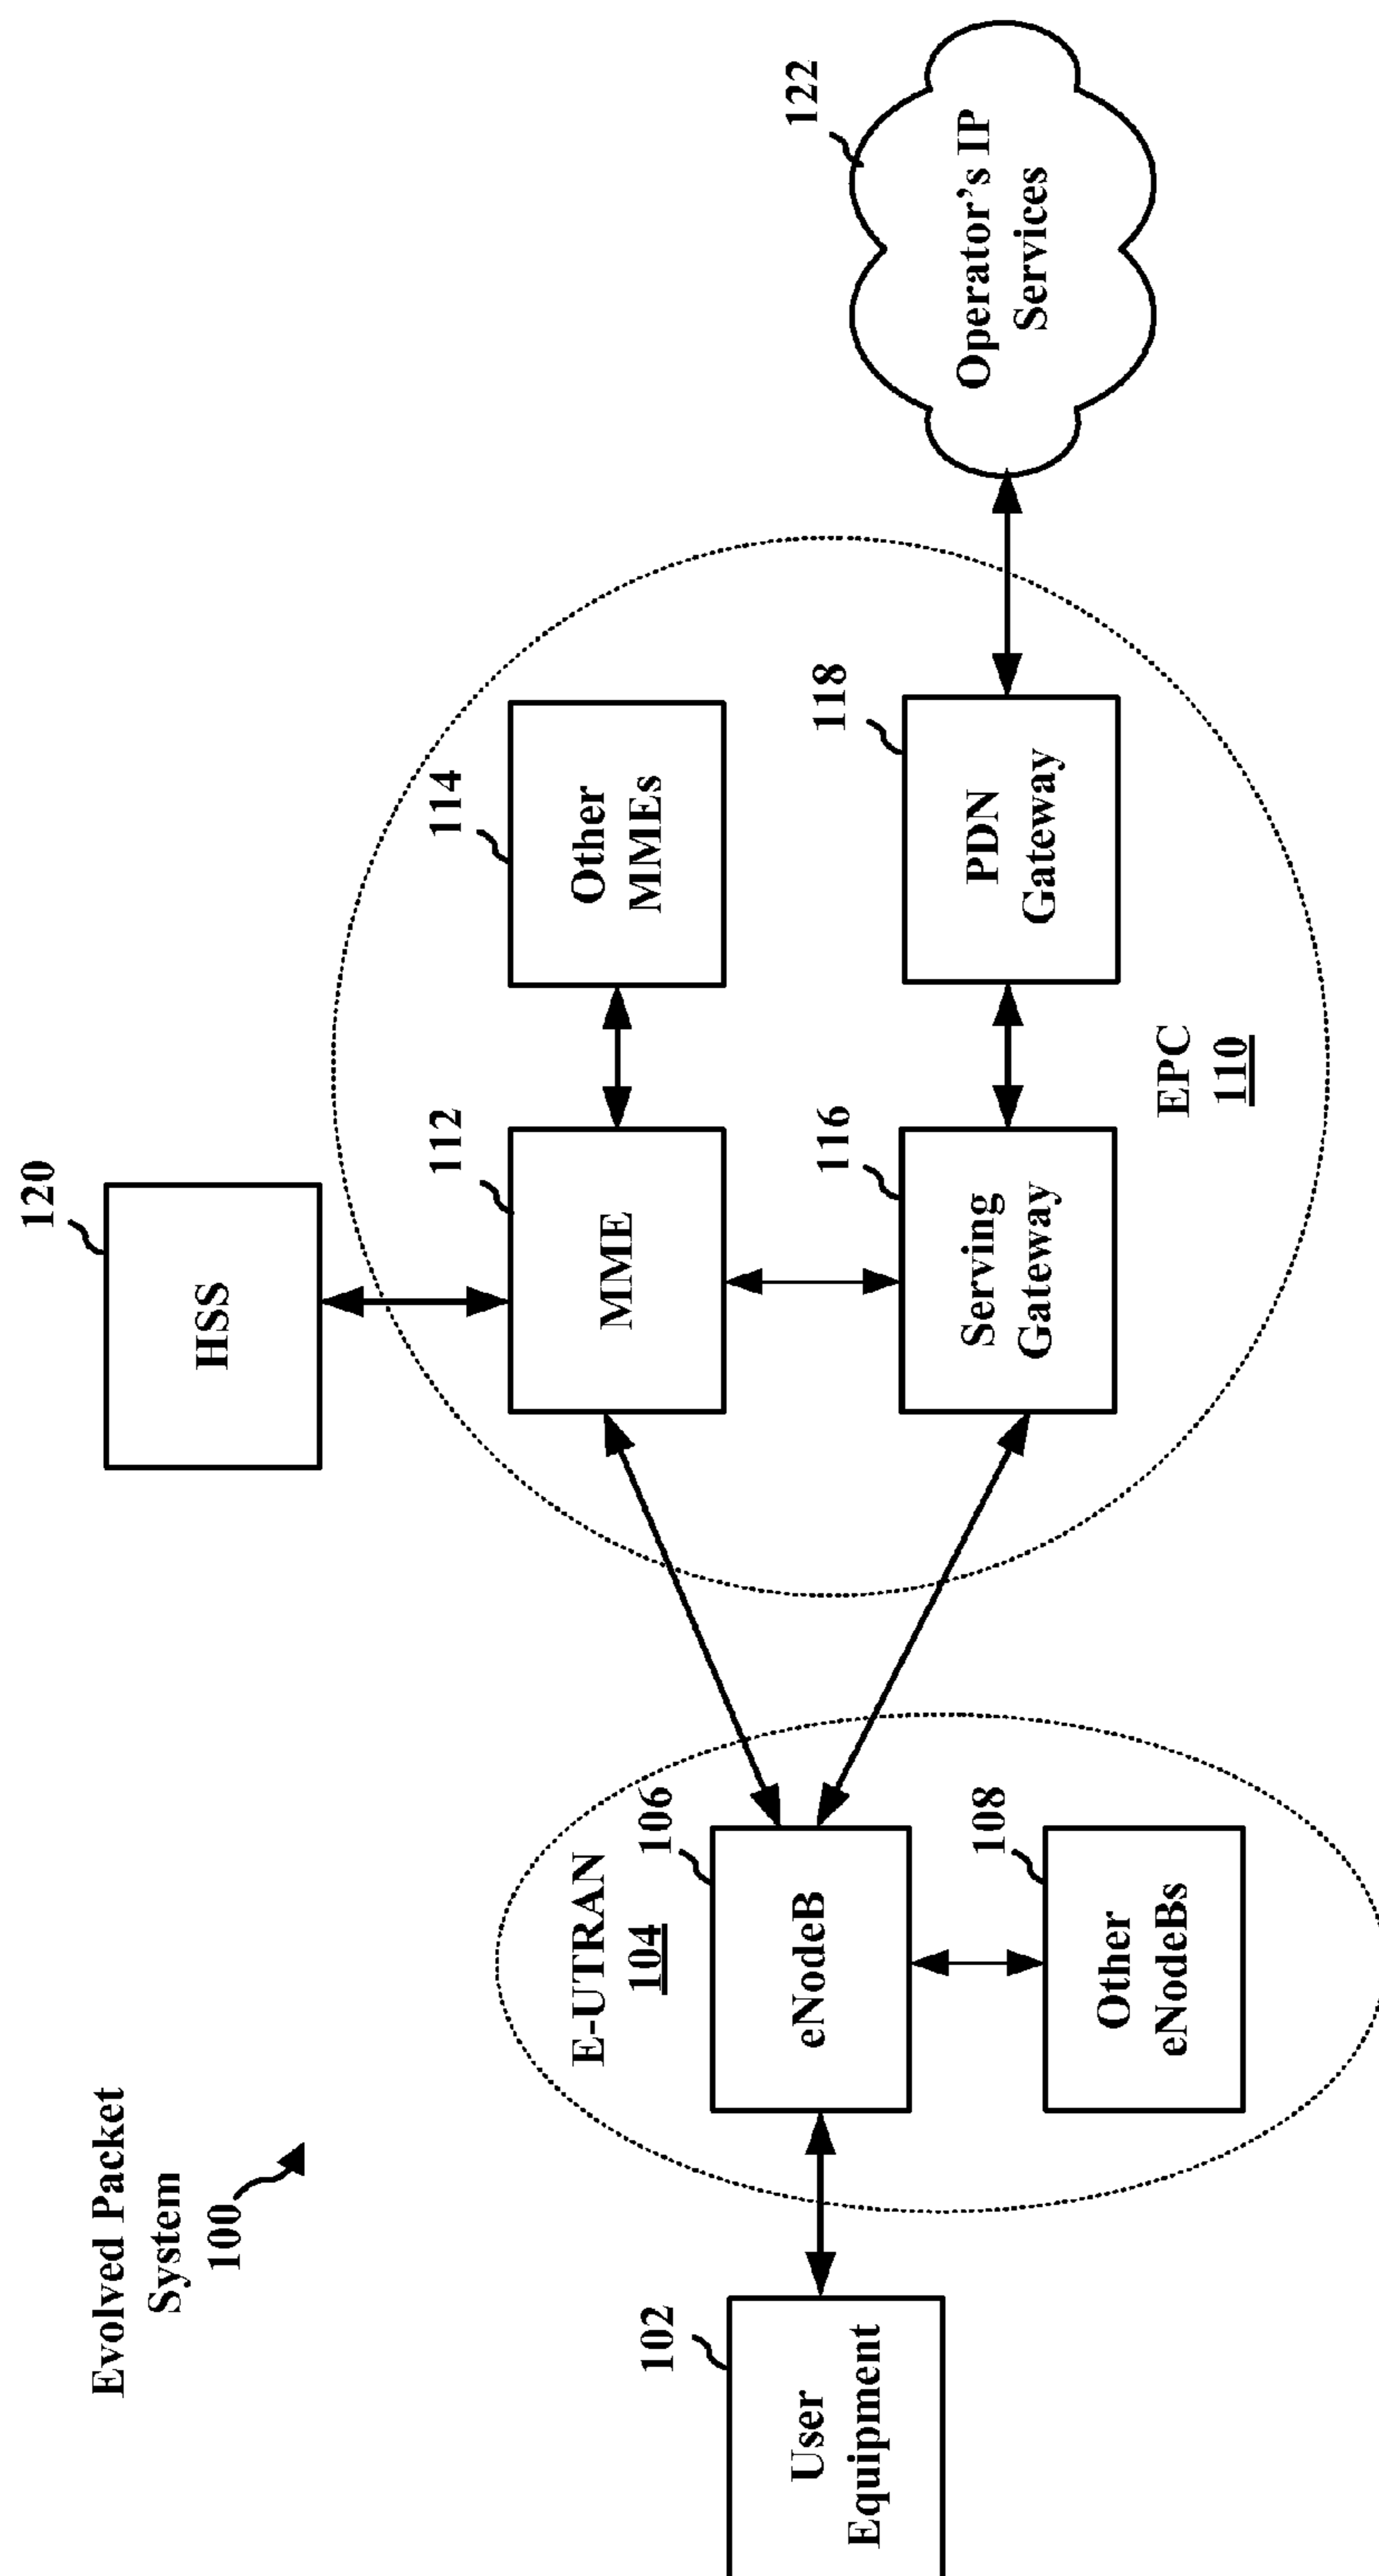 Evolved Packet
System
100
120
HSS
E-UTRAN
104
112
MME
114
Other
MMEs
102
User
Equipment
106
eNodeB
116
Serving
Gateway
118
PDN
Gateway
122
Operator's IP
Services
108
Other
eNodeBs
EPC
110